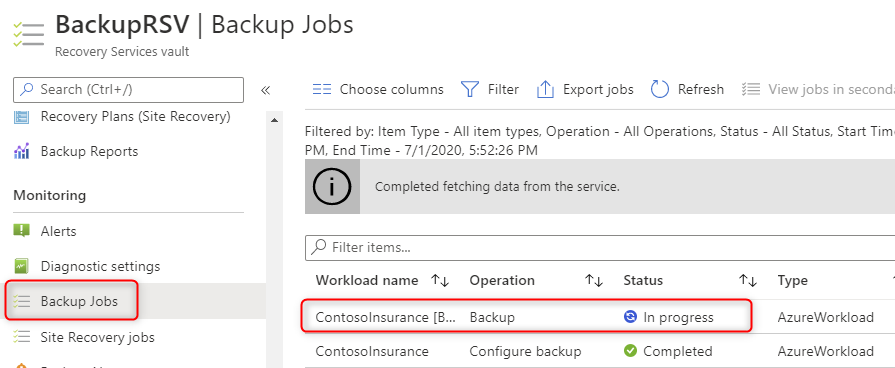 BackupRSV | Backup Jobs
Recovery Services vault
Search (Ctrl+/)
«
Recovery Plans (Site Recovery)
Backup Reports
Monitoring
Alerts
Diagnostic settings
Backup Jobs
Site Recovery jobs
Choose columns
Filter
Export jobs
Refresh
View jobs in seconda
Filtered by: Item Type - All item types, Operation - All Operations, Status - All Status, Start Tim
PM, End Time - 7/1/2020, 5:52:26 PM
Completed fetching data from the service.
Filter items...
Workload name ↑↓ Operation ↑↓ Status ↑↓ Type
ContosoInsurance [B... Backup In progress AzureWorkload
ContosoInsurance Configure backup Completed AzureWorkload